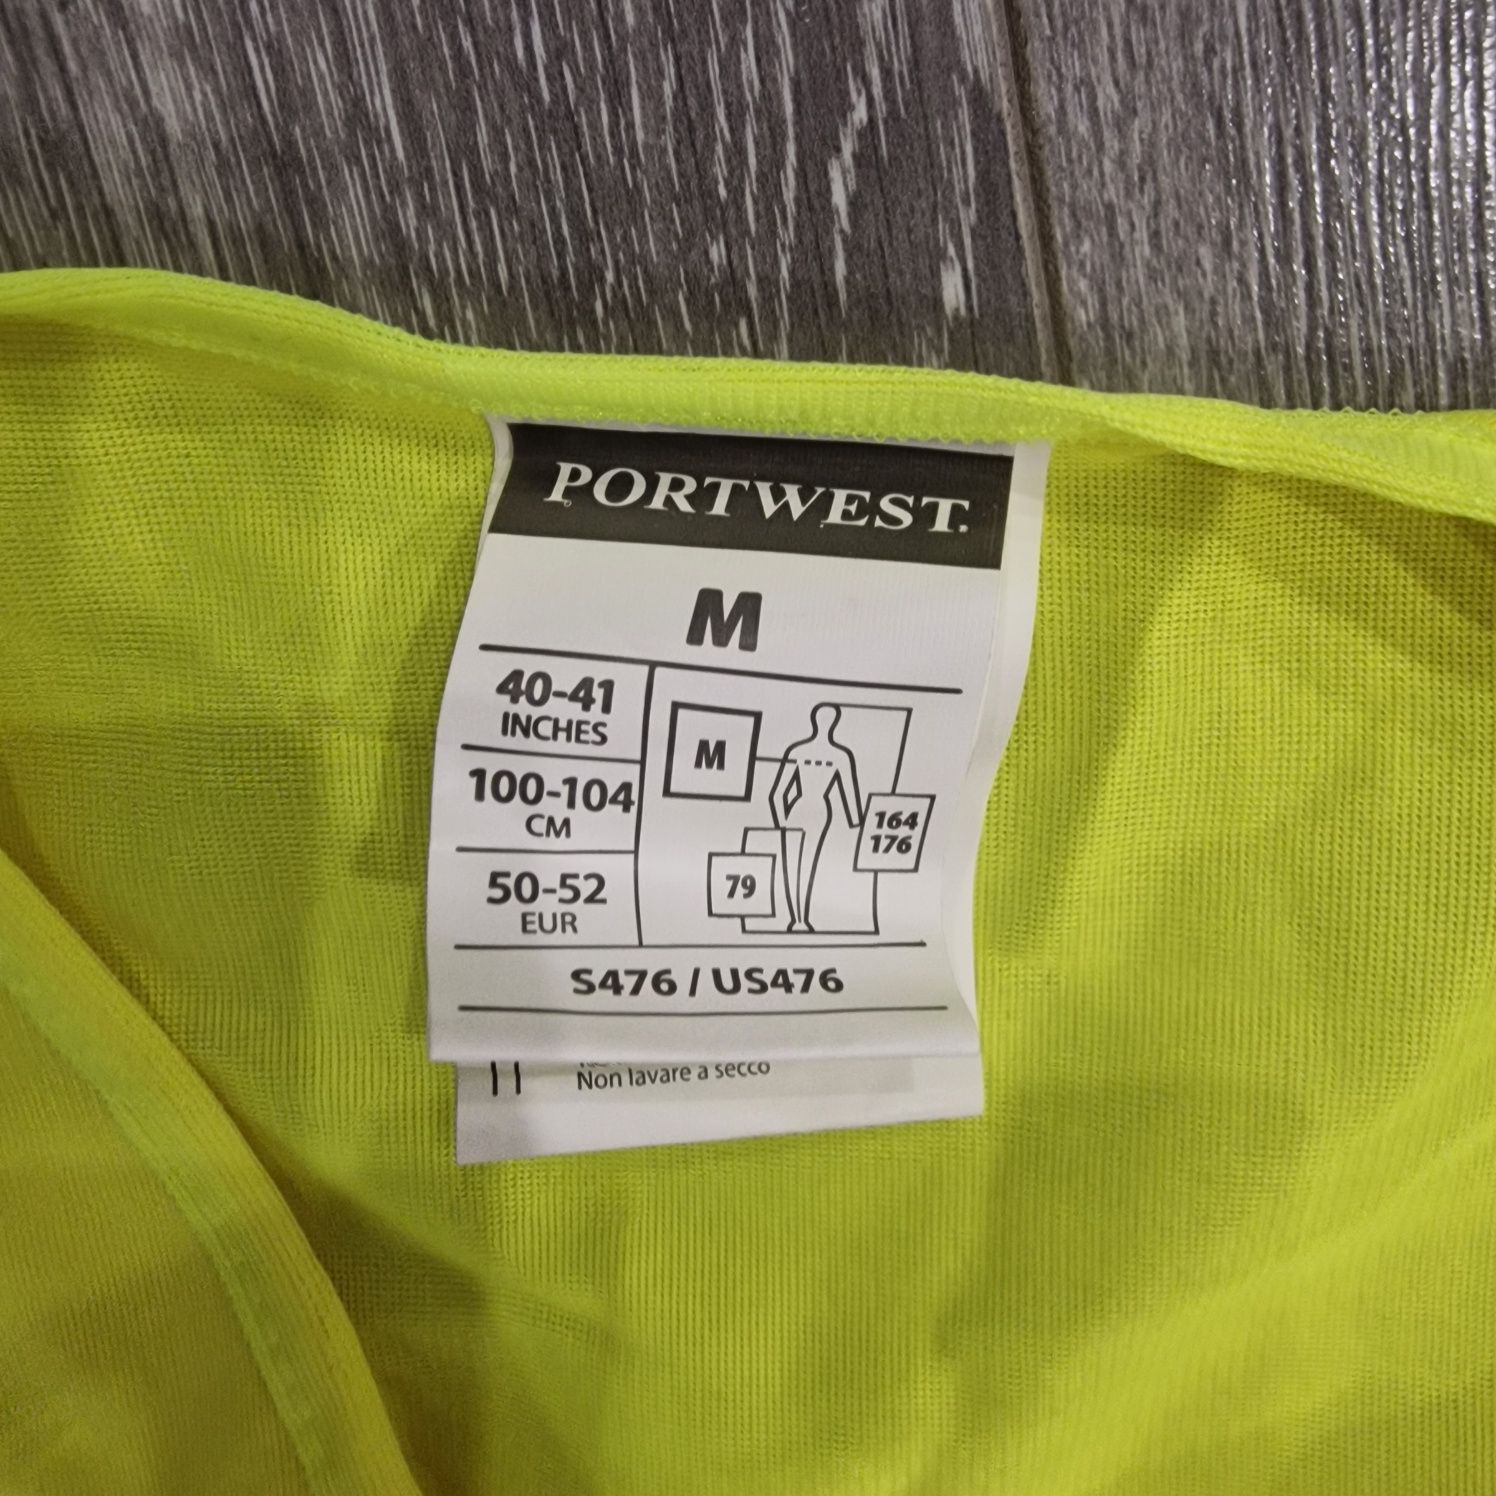 PORTWEST.
M
40-41
INCHES
100-104
CM
50-52
EUR
M
164
176
79
S476 / US476
Non lavare a secco